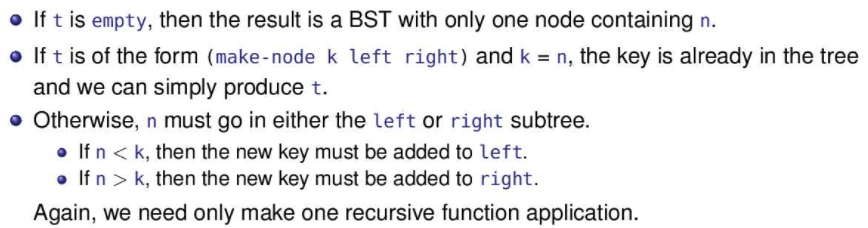 If t is empty, then the result is a BST with only one node containing n.
If t is of the form (make-node k left right) and k = n, the key is already in the tree
and we can simply produce t.
Otherwise, n must go in either the left or right subtree.
If n < k, then the new key must be added to left.
If n > k, then the new key must be added to right.
Again, we need only make one recursive function application.